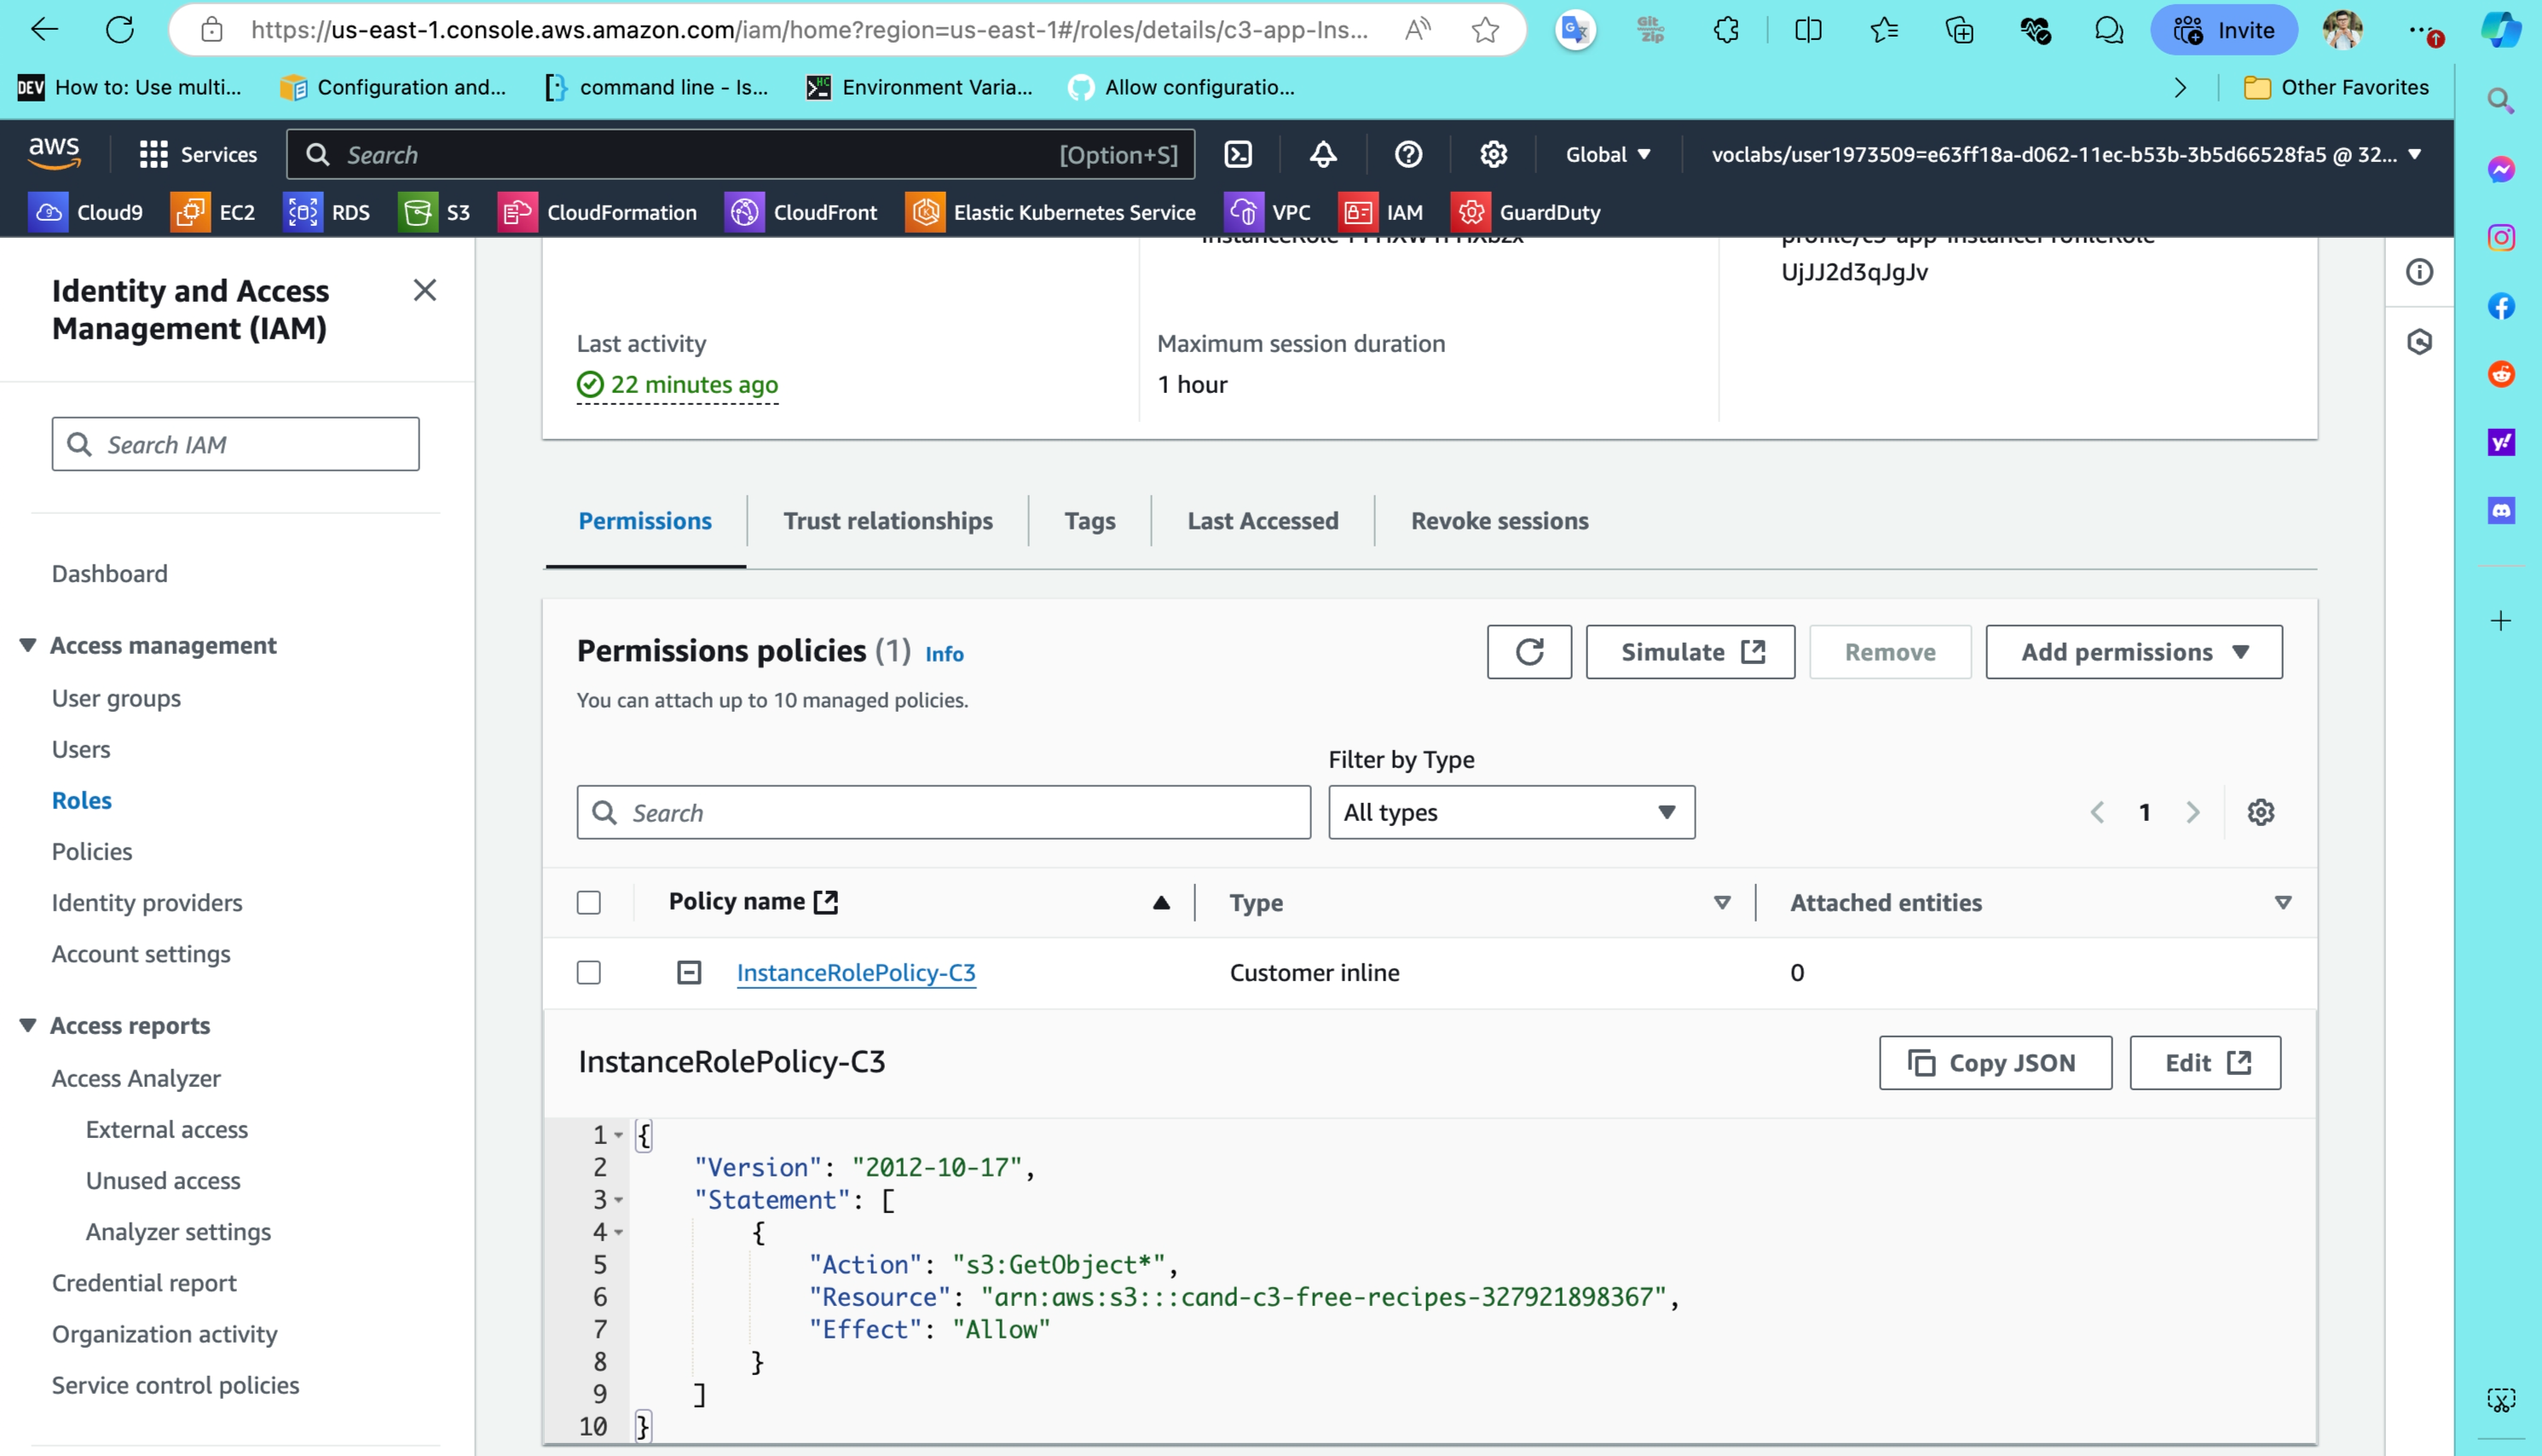 https://us-east-1.console.aws.amazon.com/iam/home?region=us-east-1#/roles/details/c3-app-Ins...
Git Zip
Invite
DEV How to: Use multi...
Configuration and...
command line - Is...
Environment Varia...
Allow configuratio...
Other Favorites
aws
Services
Search
[Option+S]
Global
voclabs/user1973509=e63ff18a-d062-11ec-b53b-3b5d66528fa5 @ 32...
Cloud9
EC2
RDS
S3
CloudFormation
CloudFront
Elastic Kubernetes Service
VPC
IAM
GuardDuty
Identity and Access
Management (IAM)
Search IAM
Dashboard
Access management
User groups
Users
Roles
Policies
Identity providers
Account settings
Access reports
Access Analyzer
External access
Unused access
Analyzer settings
Credential report
Organization activity
Service control policies
UjJJ2d3qJgJv
Last activity
22 minutes ago
Maximum session duration
1 hour
Permissions
Trust relationships
Tags
Last Accessed
Revoke sessions
Permissions policies (1) Info
You can attach up to 10 managed policies.
Simulate
Remove
Add permissions
Filter by Type
Search
All types
1
Policy name
Type
Attached entities
InstanceRolePolicy-C3
Customer inline
0
InstanceRolePolicy-C3
Copy JSON
Edit
1 {
2 "Version": "2012-10-17",
3 "Statement": [
4 {
5 "Action": "s3:GetObject*",
6 "Resource": "arn:aws:s3:::cand-c3-free-recipes-327921898367",
7 "Effect": "Allow"
8 }
9 ]
10 }